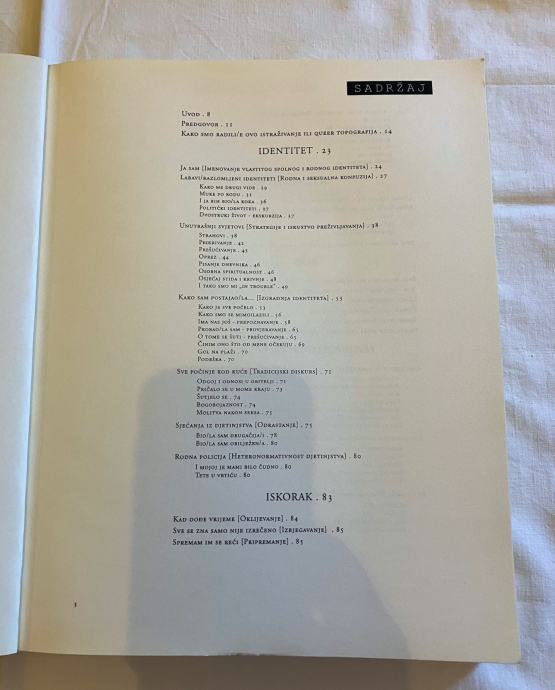 SADRŽAJ
UVOD . 8
PREDGOVOR . 11
KAKO SMO RADILI/E OVO ISTRAŽIVANJE ILI QUEER TOPOGRAFIJA . 14
IDENTITET . 23
JA SAM [IMENOVANJE VLASTITOG SPOLNOG I RODNOG IDENTITETA] . 24
LABAVI/RAZLOMLJENI IDENTITETI [RODNA I SEKSUALNA KONFUZIJA] . 27
KAKO ME DRUGI VIDE . 29
MUKE PO RODU . 31
I JA BIH BIO/LA KOKA . 36
POLITIČKI IDENTITETI . 37
DVOSTRUKI ŽIVOT - EKSKURZIJA . 37
UNUTRAŠNJI SVJETOVI [STRATEGIJE I ISKUSTVO PREŽIVLJAVANJA] . 38
STRAHOVI . 38
PRIKRIVANJE . 42
PREŠUĆIVANJE . 43
OPREZ . 44
PISANJE DNEVNIKA . 46
OSOBNA SPIRITUALNOST . 46
OSJEĆAJ STIDA I KRIVNJE . 48
I TAKO SMO MI „IN TROUBLE" . 49
KAKO SAM POSTAJAO/LA... [IZGRADNJA IDENTITETA] . 53
KAKO JE SVE POČELO . 53
KAKO SMO SE MIMOILAZILI . 56
IMA NAS JOŠ - PREPOZNAVANJE . 58
PROBAO/LA SAM - PROVJERAVANJE . 63
O TOME SE ŠUTI - PREŠUĆIVANJE . 65
ČINIM ONO ŠTO OD MENE OČEKUJU . 69
GOL NA PLAŽI . 70
PODRŠKA . 70
SVE POČINJE KOD KUĆE [TRADICIJSKI DISKURS] . 71
ODGOJ I ODNOSI U OBITELJI . 71
PRIČALO SE U MOME KRAJU . 73
ŠUTJELO SE . 74
BOGOBOJAZNOST . 74
MOLITVA NAKON SEKSA . 75
SJEĆANJA IZ DJETINJSTVA [ODRASTANJE] . 75
BIO/LA SAM DRUGAČIJA/I . 78
BIO/LA SAM OBILJEŽEN/A . 80
RODNA POLICIJA [HETERONORMATIVNOST DJETINJSTVA] . 80
I MOJOJ JE MAMI BILO ČUDNO . 80
TETE U VRTIĆU . 80
ISKORAK . 83
KAD DOĐE VRIJEME [OKLIJEVANJE] . 84
SVE SE ZNA SAMO NIJE IZREČENO [IZBJEGAVANJE] . 85
SPREMAM IM SE REĆI [PRIPREMANJE] . 85
3